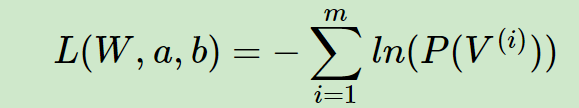 L(W, a, b) = − ∑_{i=1}^{m} ln(P(V^{(i)}))